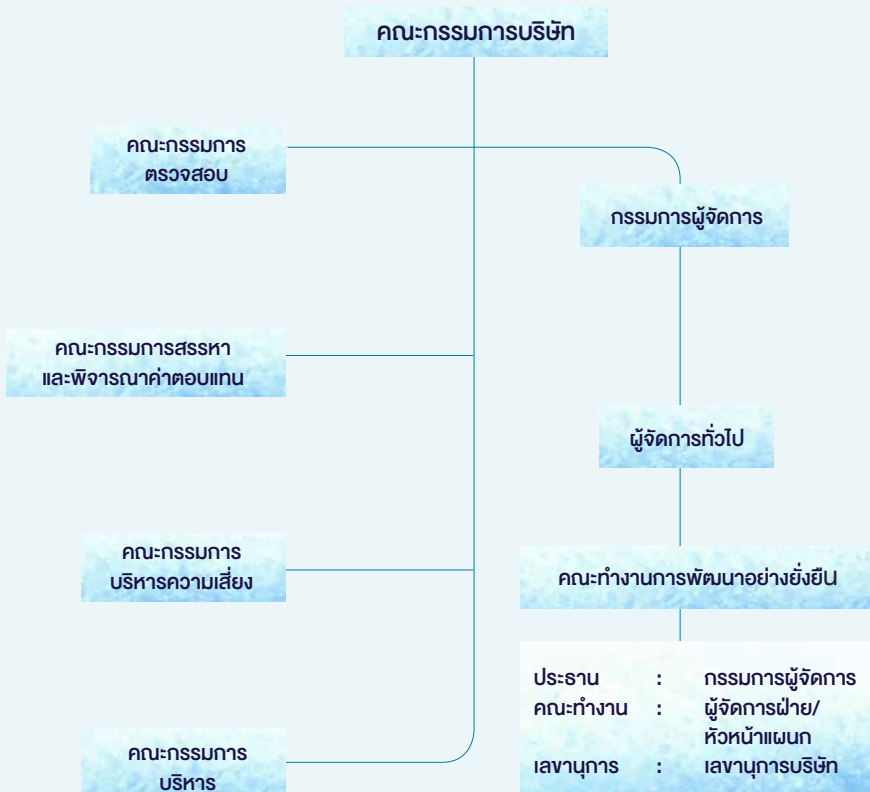 คณะกรรมการบริษัท
คณะกรรมการ
ตรวจสอบ
กรรมการผู้จัดการ
คณะกรรมการสรรหา
และพิจารณาค่าตอบแทน
ผู้จัดการทั่วไป
คณะกรรมการ
บริหารความเสี่ยง
คณะทำงานการพัฒนาอย่างยั่งยืน
ประธาน : กรรมการผู้จัดการ
คณะทำงาน : ผู้จัดการฝ่าย/
หัวหน้าแผนก
เลขานุการ : เลขานุการบริษัท
คณะกรรมการ
บริหาร